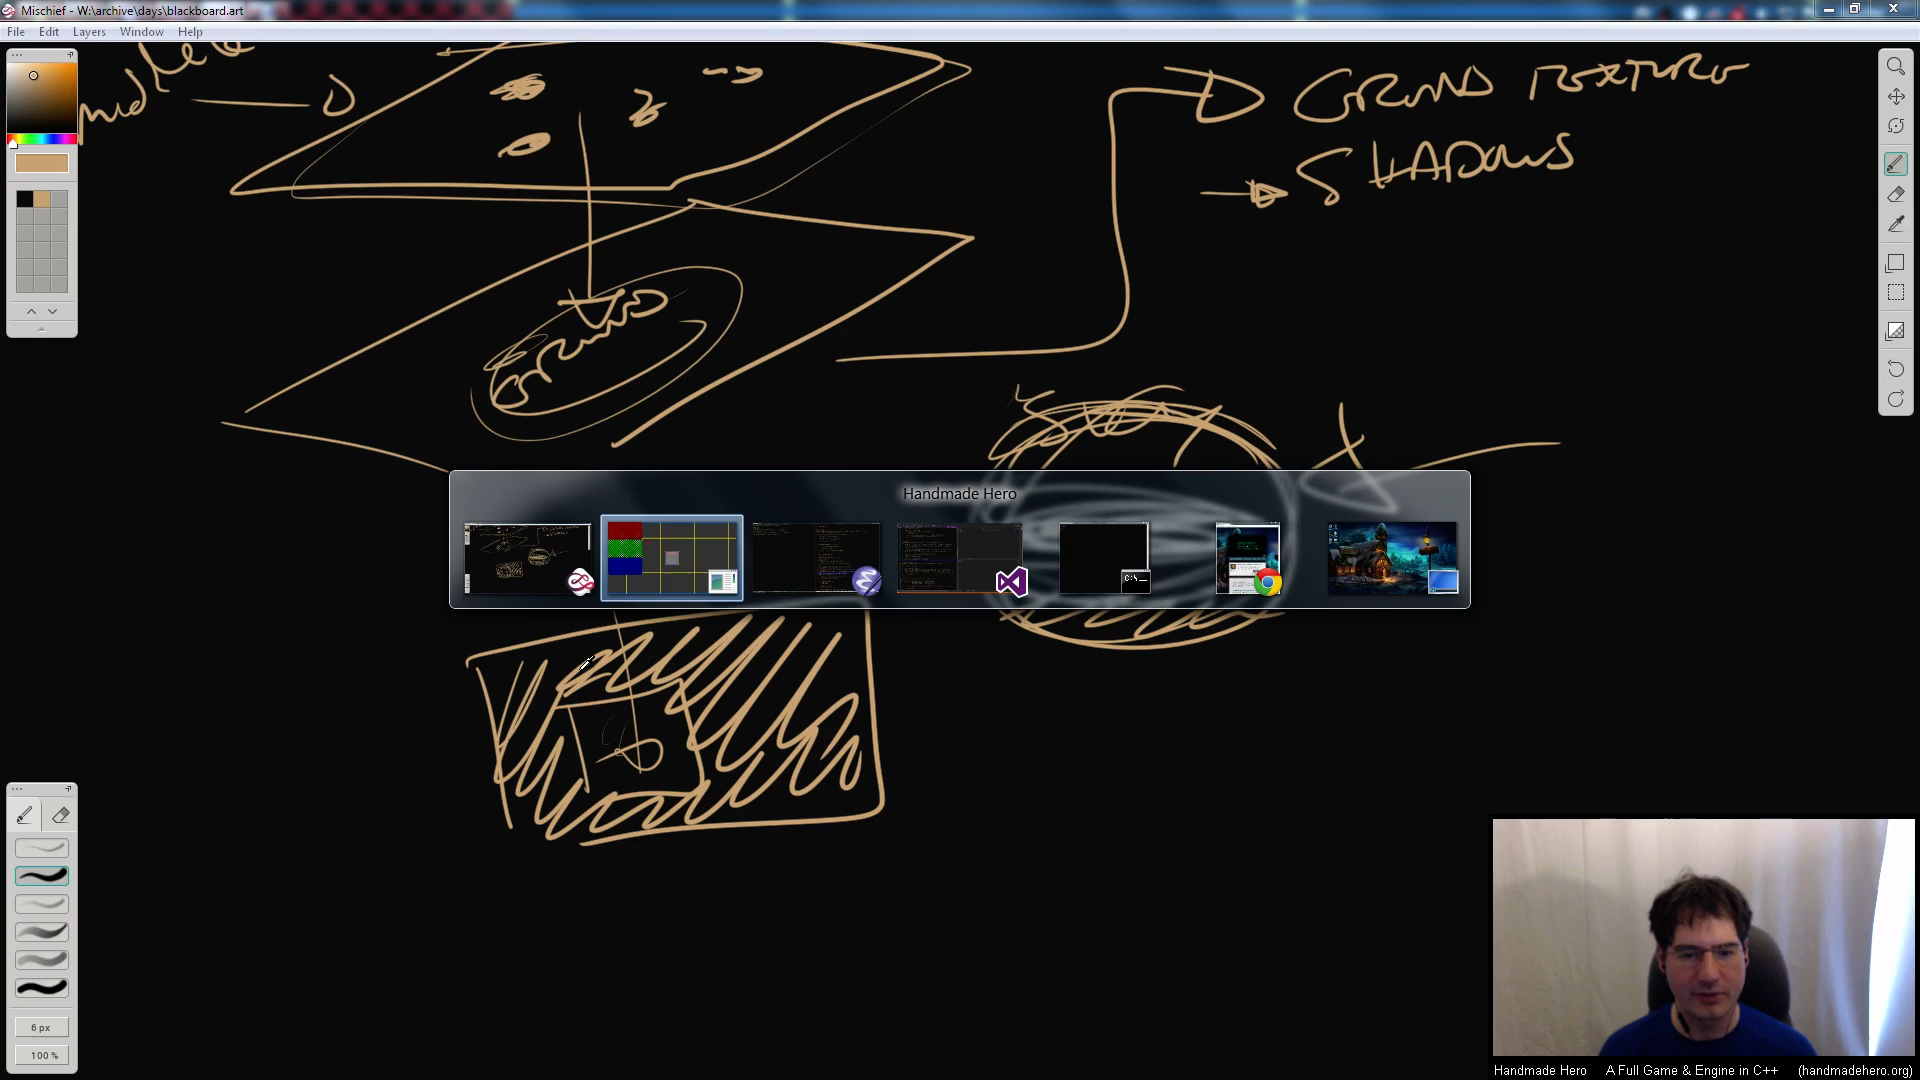 Mischief - W:\archive\days\blackboard.art
File Edit Layers Window Help
GROUND TEXTURE
SHADOWS
GROUND
Handmade Hero
C:\_
6 px
100 %
Handmade Hero A Full Game & Engine in C++ (handmadehero.org)